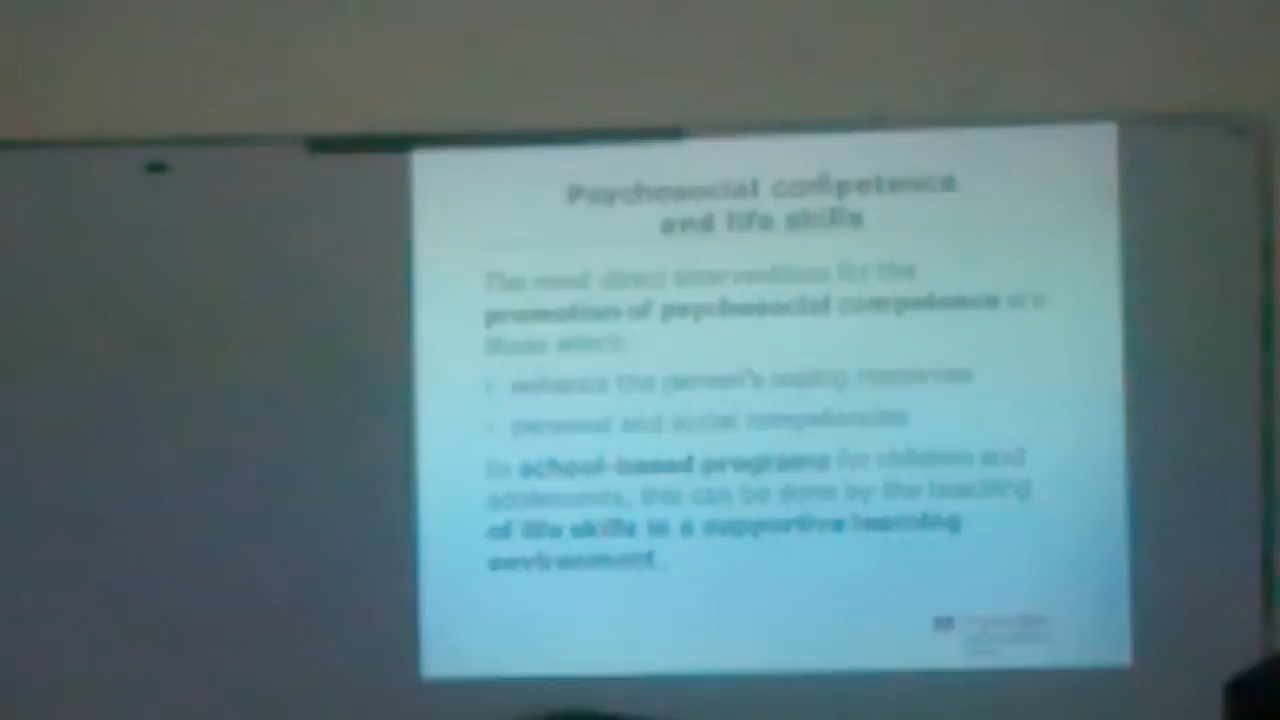 Psychosocial competence
and life skills
The most direct interventions for the
promotion of psychosocial competence are
those which
enhance the person's coping resources
personal and social competencies
In school-based programs for children and
adolescents, this can be done by the teaching
of life skills in a supportive learning
environment.